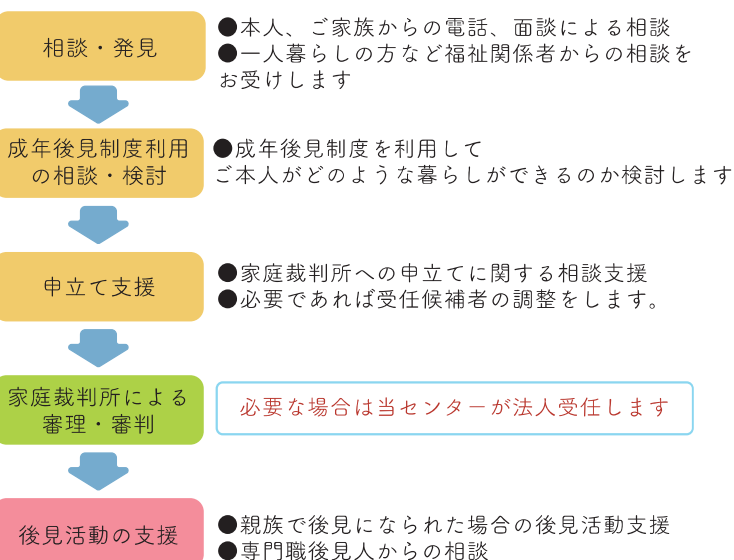 相談・発見
●本人、ご家族からの電話、面談による相談
●一人暮らしの方など福祉関係者からの相談を
お受けします
成年後見制度利用
の相談・検討
●成年後見制度を利用して
ご本人がどのような暮らしができるのか検討します
申立て支援
●家庭裁判所への申立てに関する相談支援
●必要であれば受任候補者の調整をします。
家庭裁判所による
審理・審判
必要な場合は当センターが法人受任します
後見活動の支援
●親族で後見になられた場合の後見活動支援
●専門職後見人からの相談